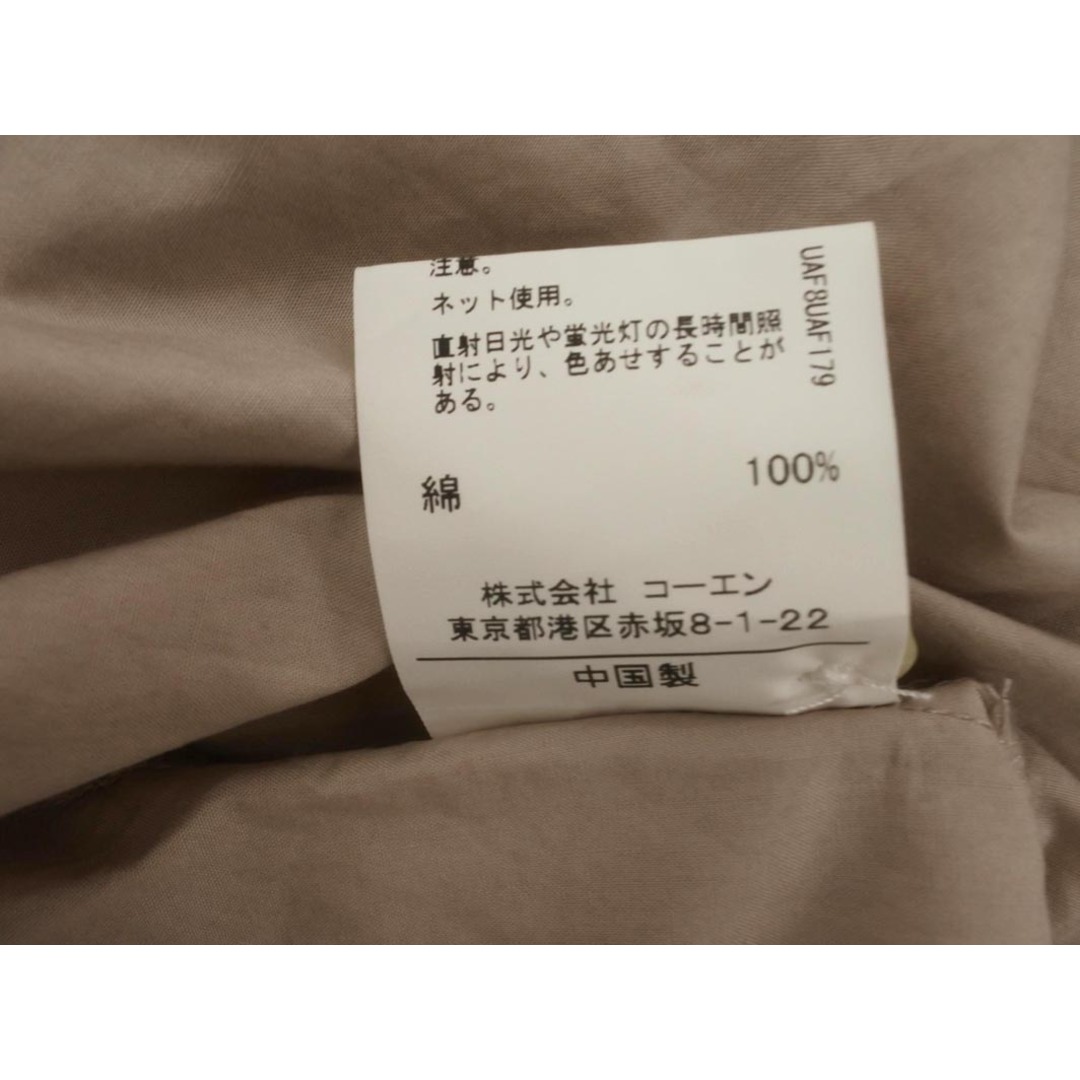 注意。
ネット使用。
直射日光や蛍光灯の長時間照
射により、色あせすることが
ある。
UAF8UAF179
綿 100%
株式会社 コーエン
東京都港区赤坂8-1-22
中国製